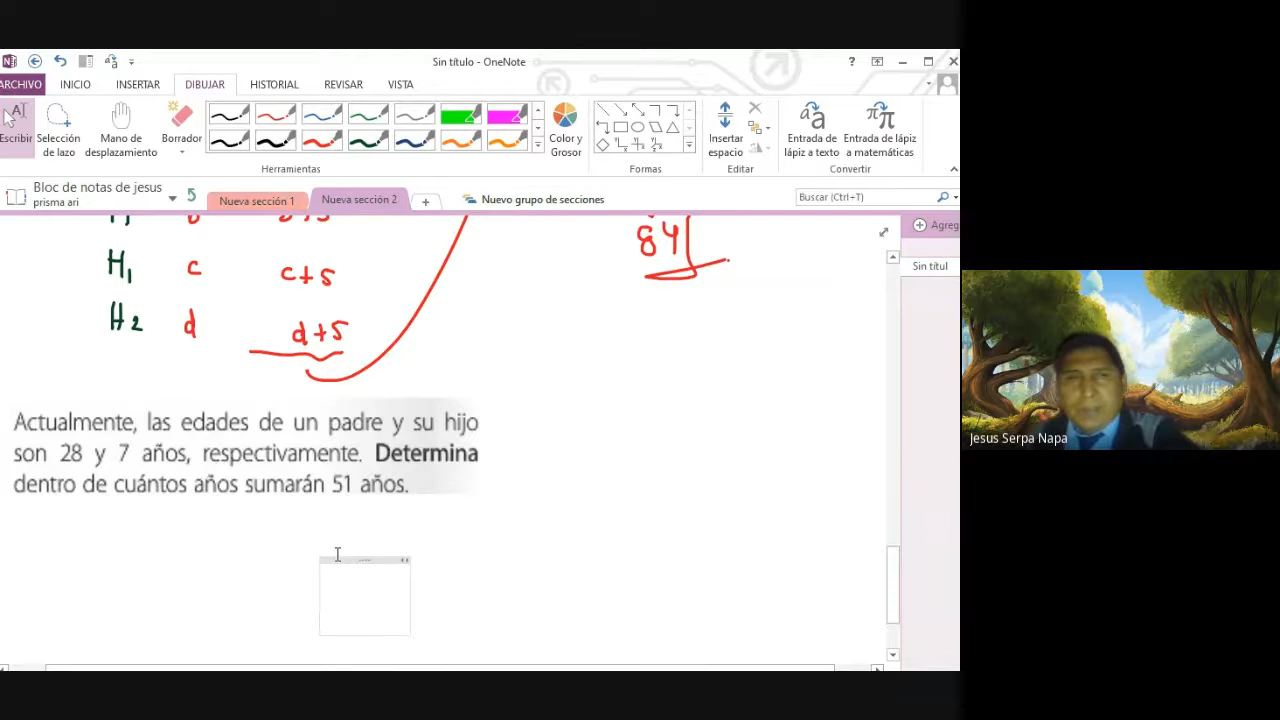 Sin título - OneNote
ARCHIVO INICIO INSERTAR DIBUJAR HISTORIAL REVISAR VISTA
Escribir
Selección de lazo
Mano de desplazamiento
Borrador
Color y Grosor
Insertar espacio
Entrada de lápiz a texto
Entrada de lápiz a matemáticas
Herramientas Formas Editar Convertir
Bloc de notas de jesus
prisma ari
Nueva sección 1 Nueva sección 2 + Nuevo grupo de secciones
Buscar (Ctrl+T)
Agreg
Sin títul
84
H1 c c+5
H2 d d+5
Actualmente, las edades de un padre y su hijo
son 28 y 7 años, respectivamente. Determina
dentro de cuántos años sumarán 51 años.
Jesus Serpa Napa